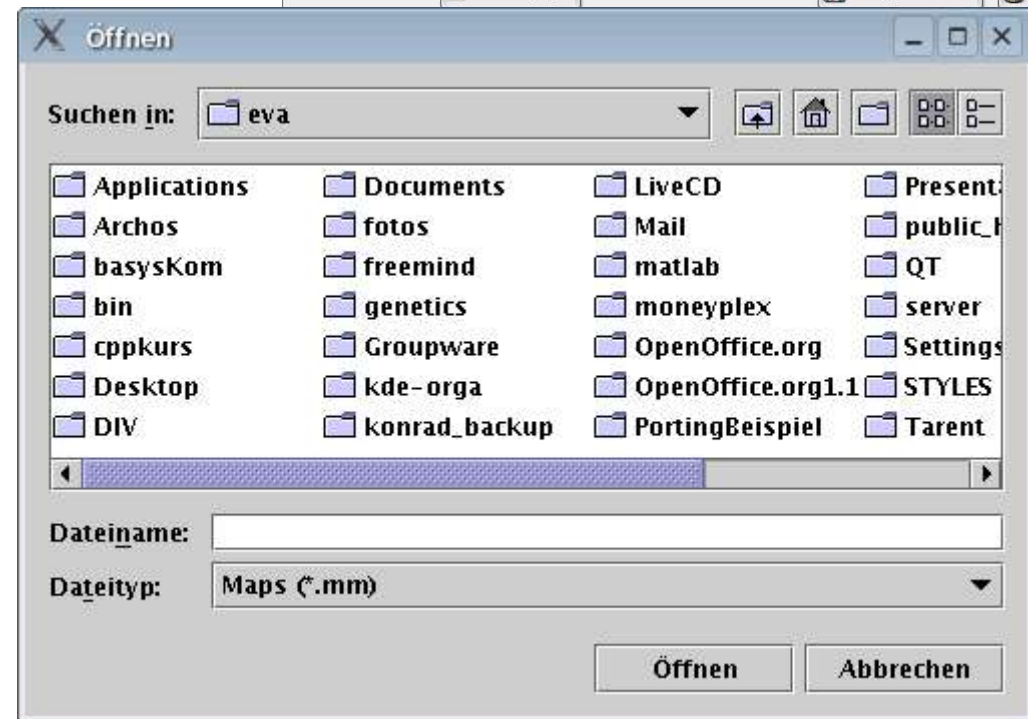 Öffnen
Suchen in: eva
Applications Documents LiveCD
Archos fotos Mail
basysKom freemind matlab QT
bin genetics moneyplex server
cppkurs Groupware OpenOffice.org Settings
Desktop kde-orga OpenOffice.org1.1 STYLES
DIV konrad_backup PortingBeispiel Tarent
Dateiname:
Dateityp: Maps (*.mm)
Öffnen Abbrechen